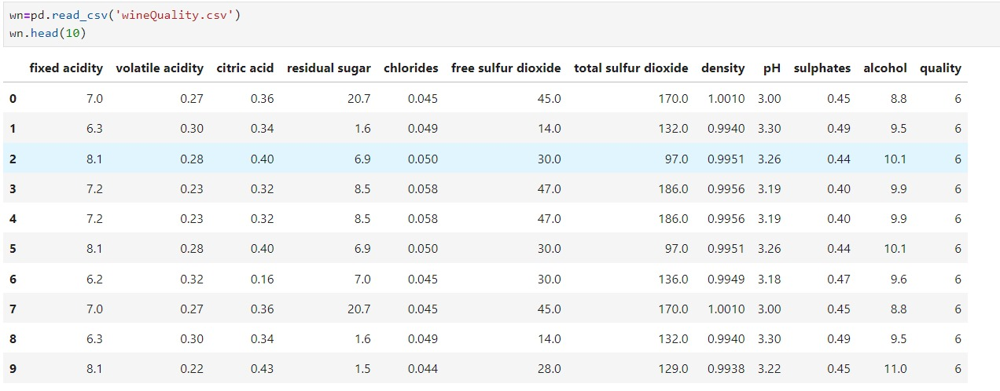 wn=pd.read_csv('wineQuality.csv')
wn.head(10)
fixed acidity volatile acidity citric acid residual sugar chlorides free sulfur dioxide total sulfur dioxide density pH sulphates alcohol quality
0 7.0 0.27 0.36 20.7 0.045 45.0 170.0 1.0010 3.00 0.45 8.8 6
1 6.3 0.30 0.34 1.6 0.049 14.0 132.0 0.9940 3.30 0.49 9.5 6
2 8.1 0.28 0.40 6.9 0.050 30.0 97.0 0.9951 3.26 0.44 10.1 6
3 7.2 0.23 0.32 8.5 0.058 47.0 186.0 0.9956 3.19 0.40 9.9 6
4 7.2 0.23 0.32 8.5 0.058 47.0 186.0 0.9956 3.19 0.40 9.9 6
5 8.1 0.28 0.40 6.9 0.050 30.0 97.0 0.9951 3.26 0.44 10.1 6
6 6.2 0.32 0.16 7.0 0.045 30.0 136.0 0.9949 3.18 0.47 9.6 6
7 7.0 0.27 0.36 20.7 0.045 45.0 170.0 1.0010 3.00 0.45 8.8 6
8 6.3 0.30 0.34 1.6 0.049 14.0 132.0 0.9940 3.30 0.49 9.5 6
9 8.1 0.22 0.43 1.5 0.044 28.0 129.0 0.9938 3.22 0.45 11.0 6